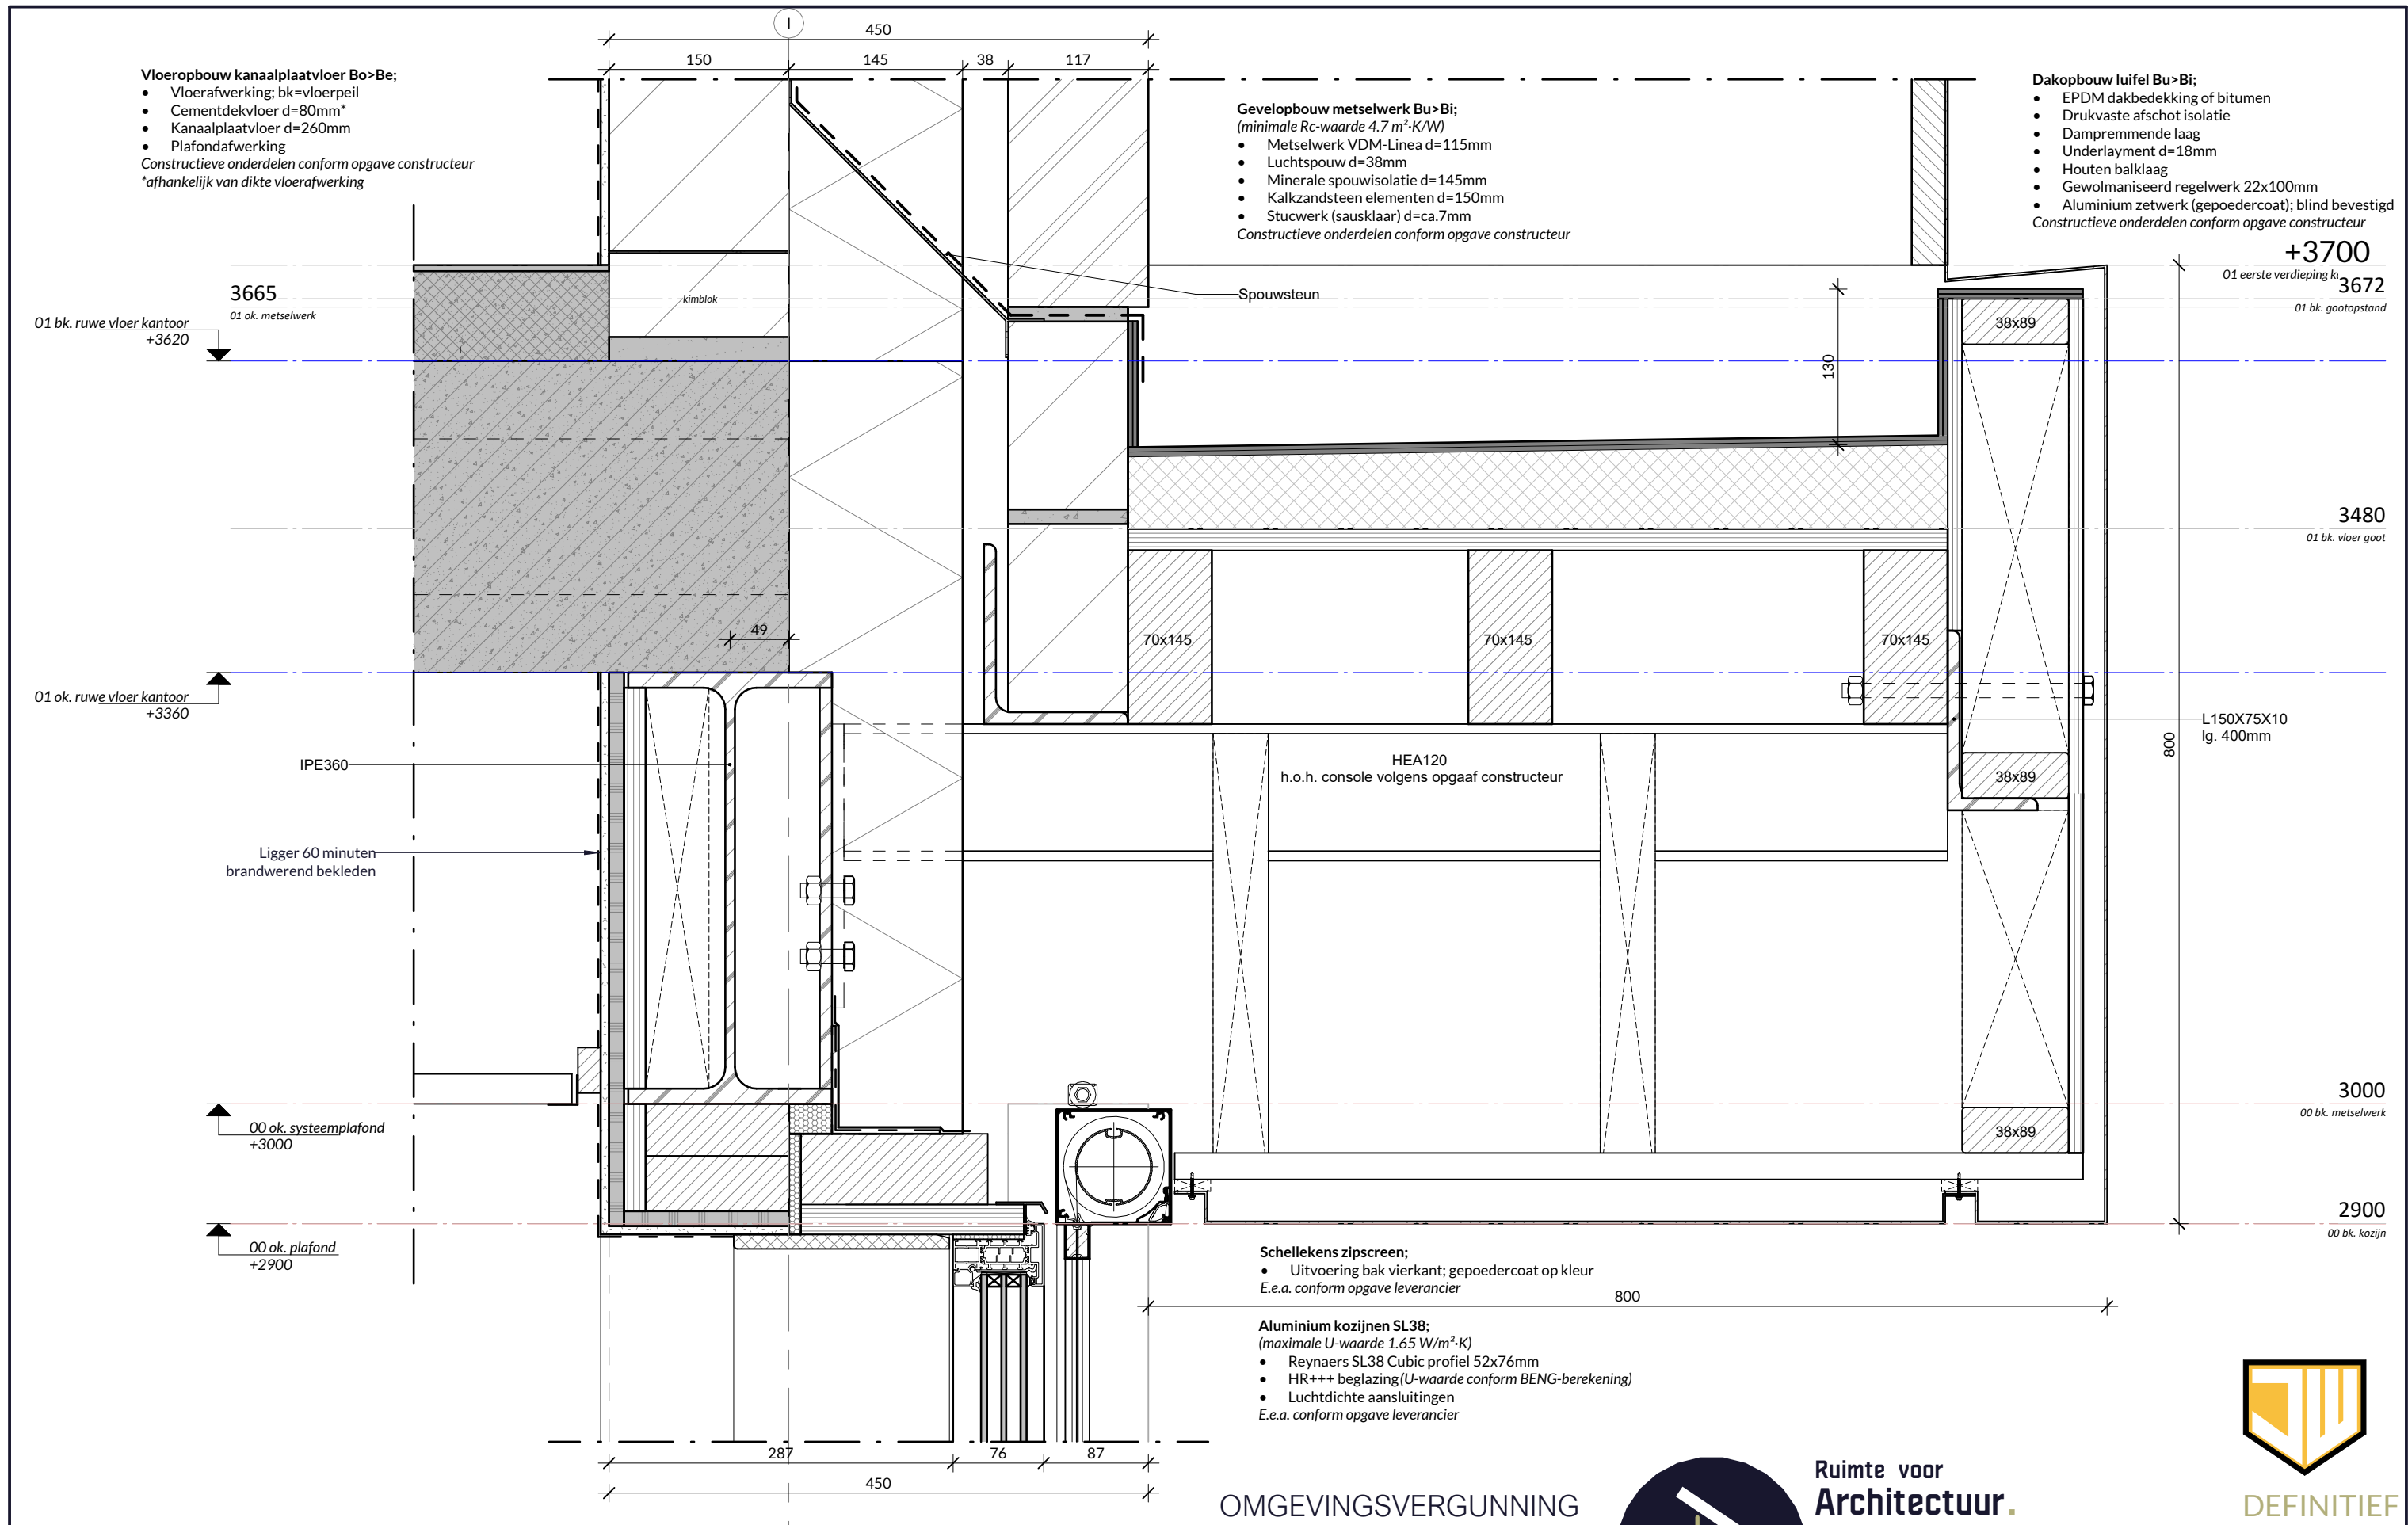 I
450
150
145
38
117
Vloeropbouw kanaalplaatvloer Bo>Be;
• Vloerafwerking; bk=vloerpeil
• Cementdekvloer d=80mm*
• Kanaalplaatvloer d=260mm
• Plafondafwerking
Constructieve onderdelen conform opgave constructeur
*afhankelijk van dikte vloerafwerking
Gevelopbouw metselwerk Bu>Bi;
(minimale Rc-waarde 4.7 m²·K/W)
• Metselwerk VDM-Linea d=115mm
• Luchtspouw d=38mm
• Minerale spouwisolatie d=145mm
• Kalkzandsteen elementen d=150mm
• Stucwerk (sausklaar) d=ca.7mm
Constructieve onderdelen conform opgave constructeur
Dakopbouw luifel Bu>Bi;
• EPDM dakbedekking of bitumen
• Drukvaste afschot isolatie
• Dampremmende laag
• Underlayment d=18mm
• Houten balklaag
• Gewolmaniseerd regelwerk 22x100mm
• Aluminium zetwerk (gepoedercoat); blind bevestigd
Constructieve onderdelen conform opgave constructeur
+3700
01 eerste verdieping
3672
01 bk. gootopstand
3665
01 ok. metselwerk
kimblok
Spouwsteun
38x89
01 bk. ruwe vloer kantoor
+3620
130
3480
01 bk. vloer goot
49
70x145
70x145
70x145
01 ok. ruwe vloer kantoor
+3360
L150X75X10
lg. 400mm
800
IPE360
HEA120
h.o.h. console volgens opgaaf constructeur
38x89
Ligger 60 minuten
brandwerend bekleden
3000
00 bk. metselwerk
00 ok. systeemplafond
+3000
38x89
2900
00 bk. kozijn
00 ok. plafond
+2900
Schellekens zipscreen;
• Uitvoering bak vierkant; gepoedercoat op kleur
E.e.a. conform opgave leverancier
800
Aluminium kozijnen SL38;
(maximale U-waarde 1.65 W/m²·K)
• Reynaers SL38 Cubic profiel 52x76mm
• HR+++ beglazing (U-waarde conform BENG-berekening)
• Luchtdichte aansluitingen
E.e.a. conform opgave leverancier
287
76
87
450
OMGEVINGSVERGUNNING
Ruimte voor
Architectuur.
DEFINITIEF